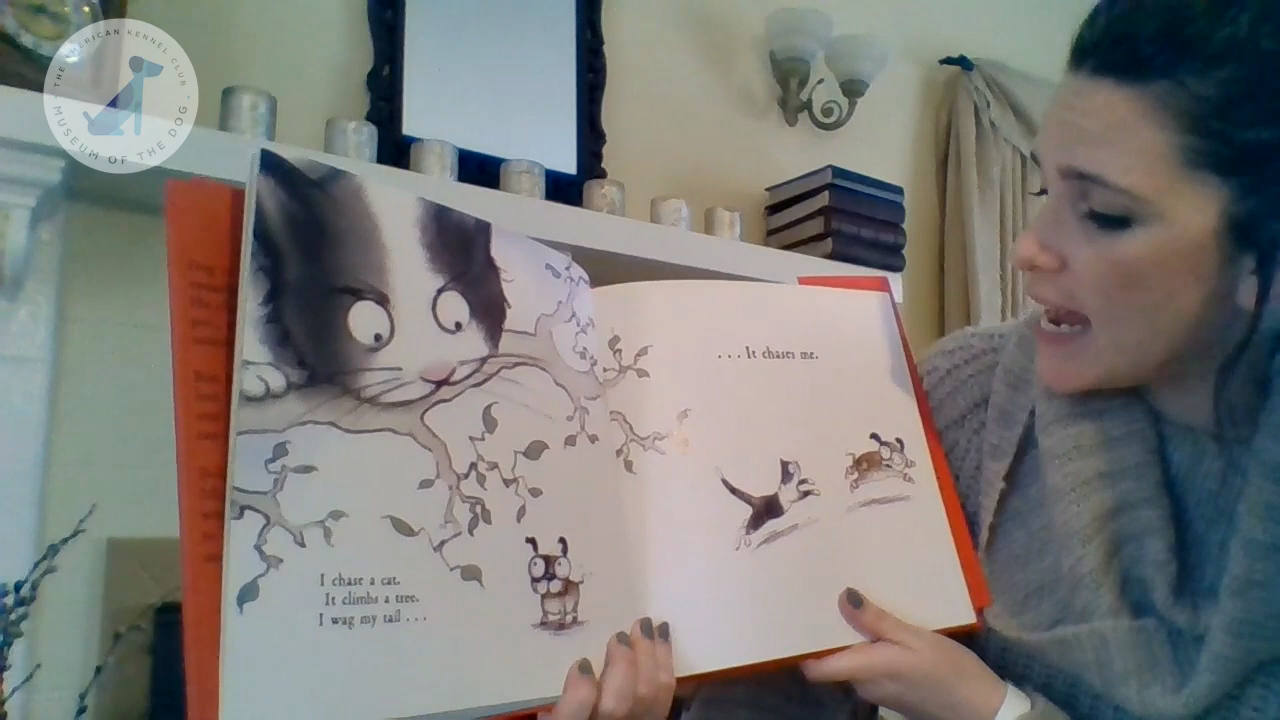 THE AMERICAN KENNEL CLUB
MUSEUM OF THE DOG
I chase a cat.
It climbs a tree.
I wag my tail . . .
. . . It chases me.